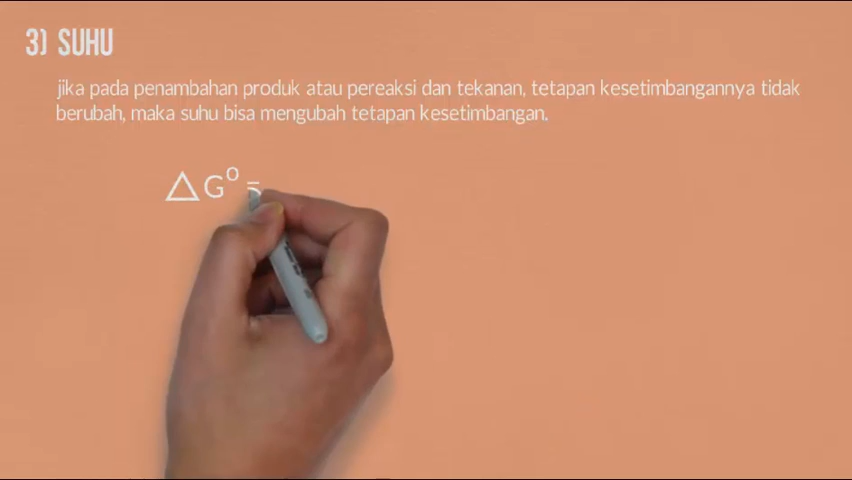 3) SUHU
jika pada penambahan produk atau pereaksi dan tekanan, tetapan kesetimbangannya tidak
berubah, maka suhu bisa mengubah tetapan kesetimbangan.
△G° =